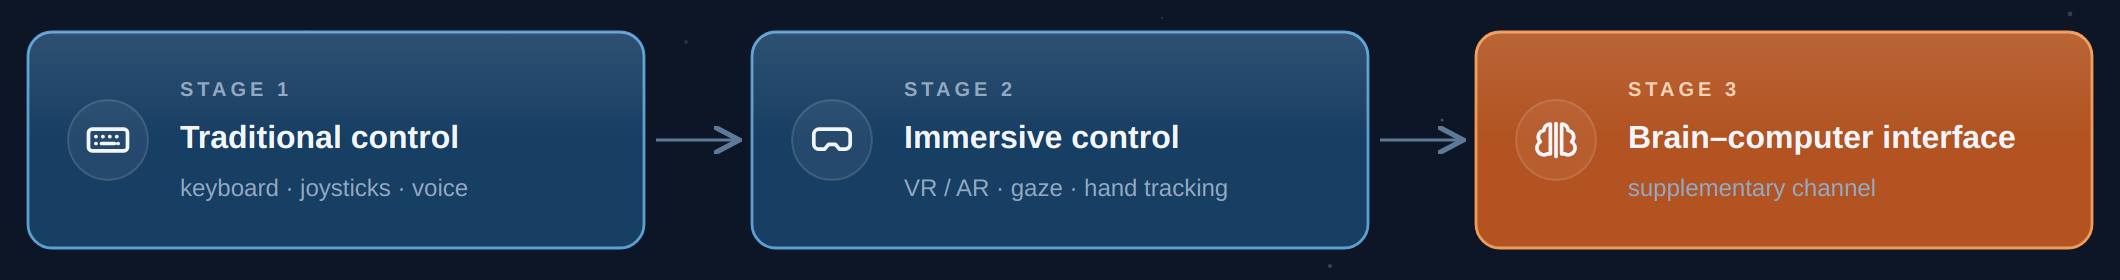 STAGE 1
Traditional control
keyboard · joysticks · voice
STAGE 2
Immersive control
VR / AR · gaze · hand tracking
STAGE 3
Brain–computer interface
supplementary channel